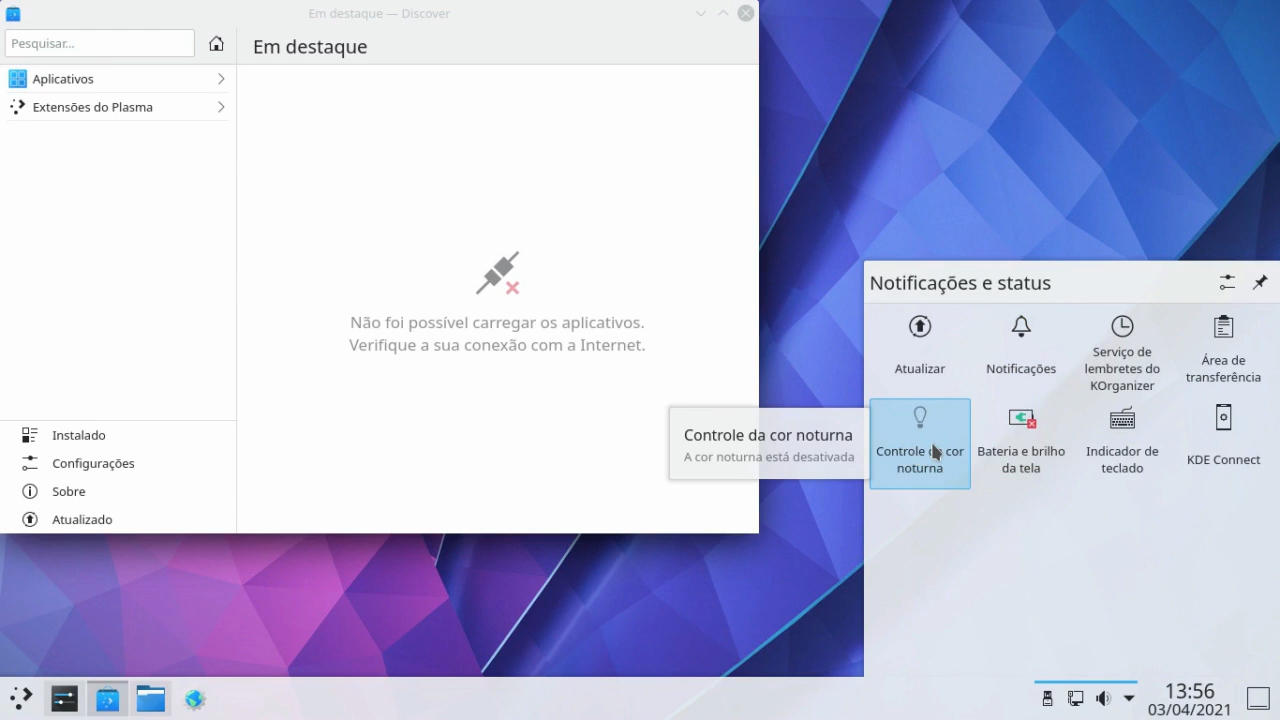 Em destaque — Discover
Pesquisar...
Em destaque
Aplicativos
Extensões do Plasma
Não foi possível carregar os aplicativos.
Verifique a sua conexão com a Internet.
Instalado
Configurações
Sobre
Atualizado
Controle da cor noturna
A cor noturna está desativada
Notificações e status
Atualizar
Notificações
Serviço de
lembretes do
KOrganizer
Área de
transferência
Controle da cor
noturna
Bateria e brilho
da tela
Indicador de
teclado
KDE Connect
13:56
03/04/2021